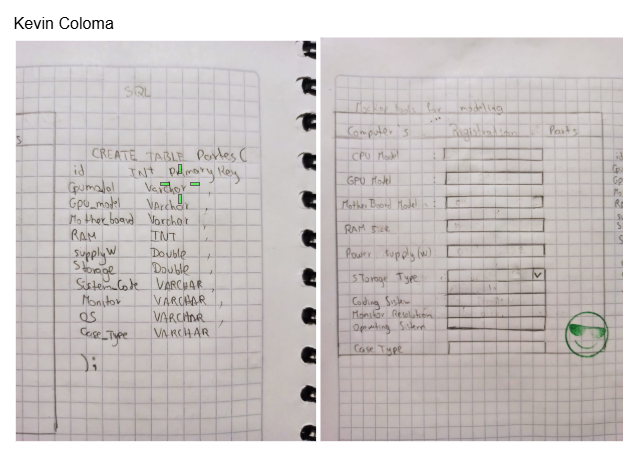 Kevin Coloma
SQL
CREATE TABLE Partes (
id INT Primary Key
Cpumodel Varchar ,
Gpu_model VArchar ,
Mother_board Varchar ,
RAM INT ,
supplyW Double ,
Storage Double ,
Sistem_Code VARCHAR ,
Monitor VARCHAR ,
OS VARCHAR ,
Case_Type VARCHAR
);
s
Mockup tools for modeling
Computer's Registration Parts
CPU Model :
GPU Model
MotherBoard Model :
RAM size
Power supply (W)
STorage Type
Cooling Sistem
Monitor Resolution
Operating Sistem
Case Type